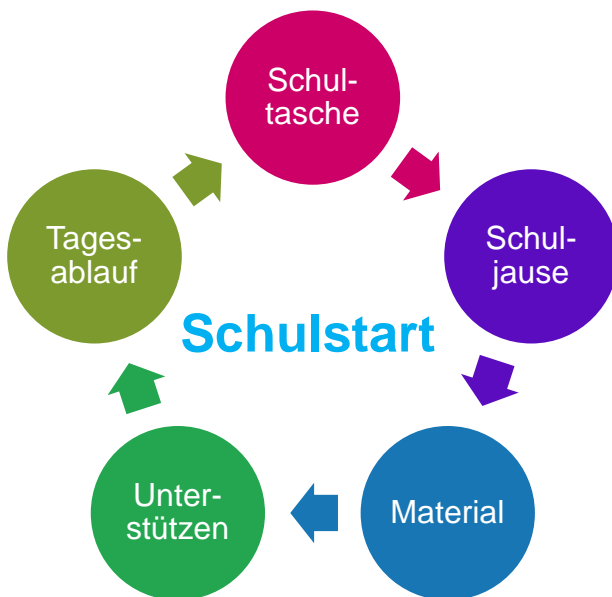 Schul-
tasche
Schul-
jause
Material
Unter-
stützen
Tages-
ablauf
Schulstart